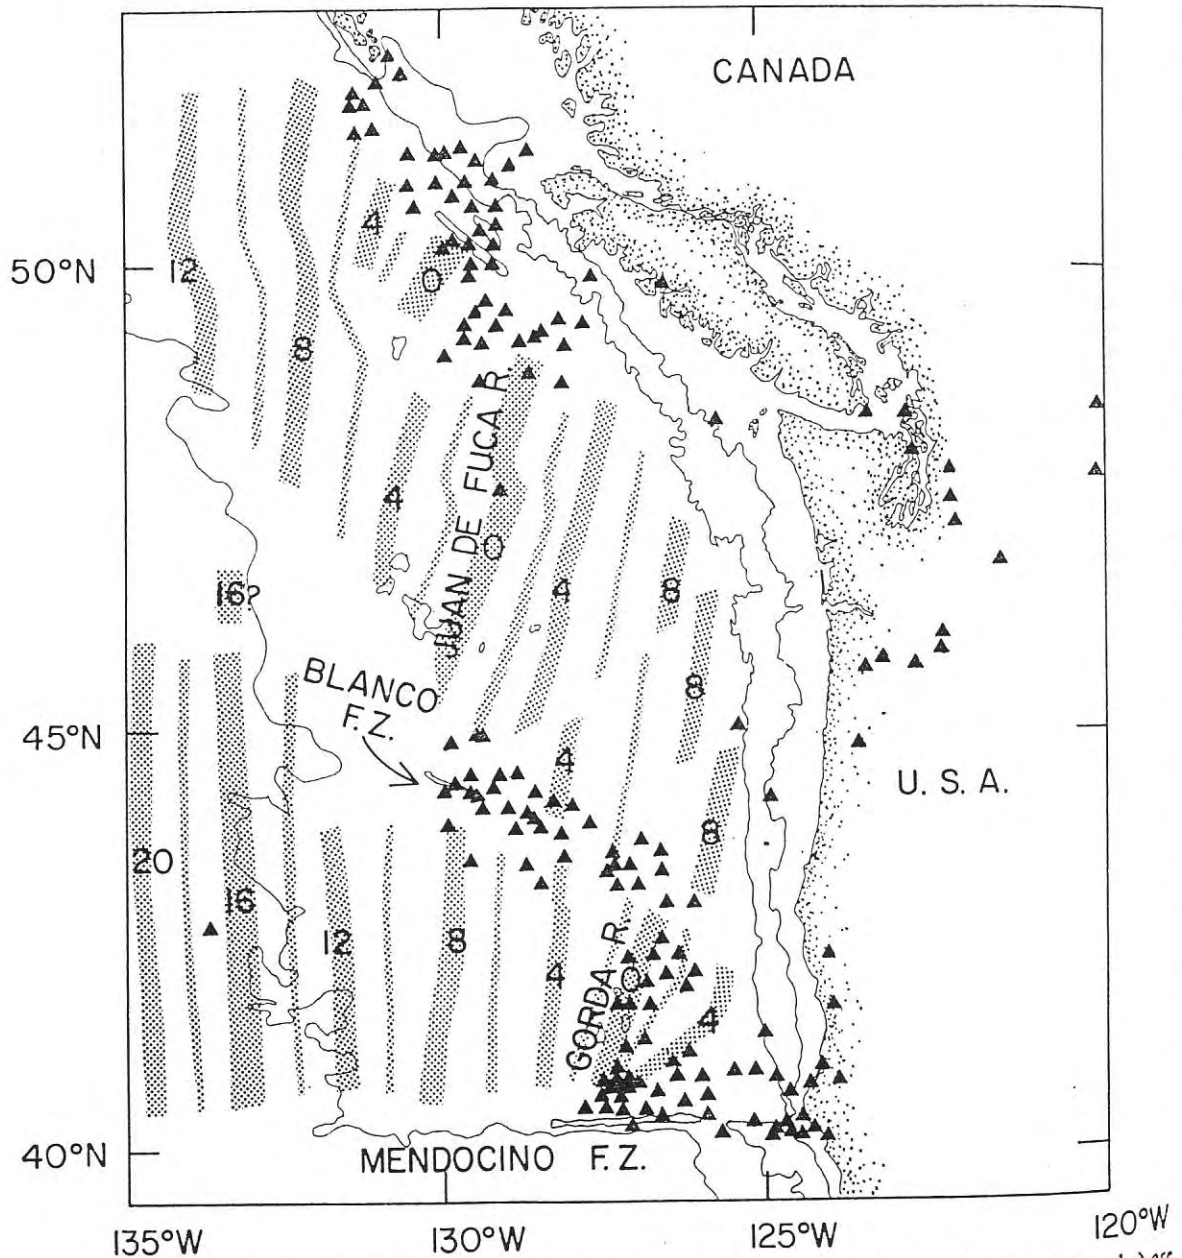 CANADA
4
50°N
12
0
8
JUAN DE FUCA R.
4
0
16?
4
8
BLANCO
F.Z.
8
45°N
4
U. S. A.
8
20
16
12
8
4
GORDA R.
0
4
40°N
MENDOCINO F.Z.
135°W
130°W
125°W
120°W